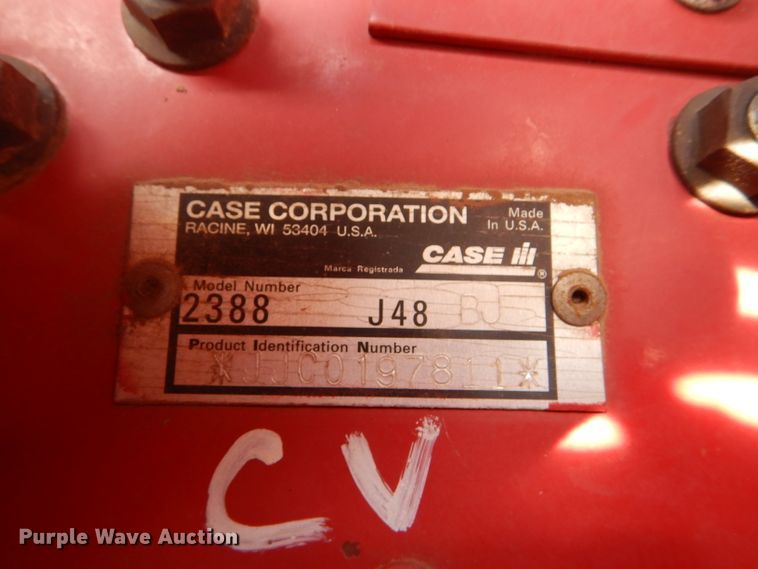 CASE CORPORATION
RACINE, WI 53404 U.S.A.
Made
In U.S.A.
CASE IH
®
Marca Registrada
Model Number
2388 J48 BJ
Product Identification Number
*JJC0197811*
CV
Purple Wave Auction